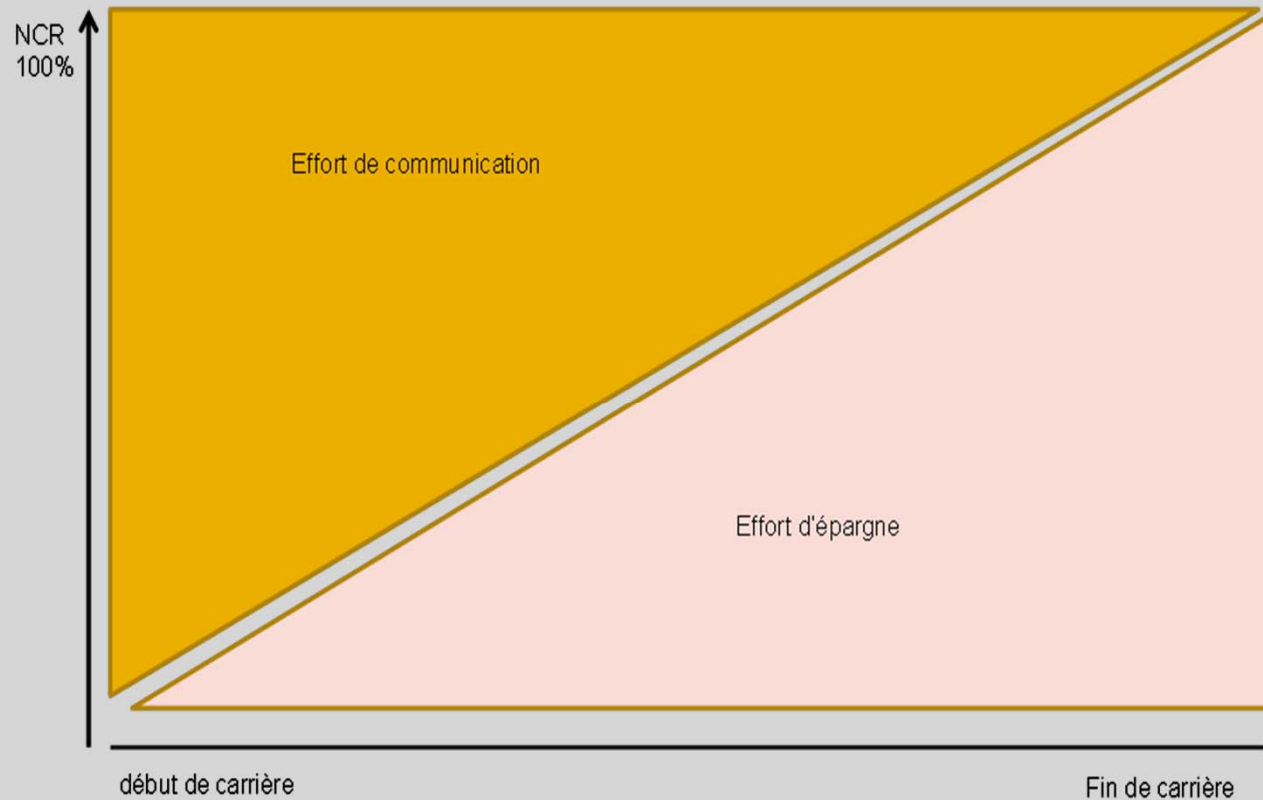 NCR
100%
Effort de communication
Effort d'épargne
début de carrière
Fin de carrière